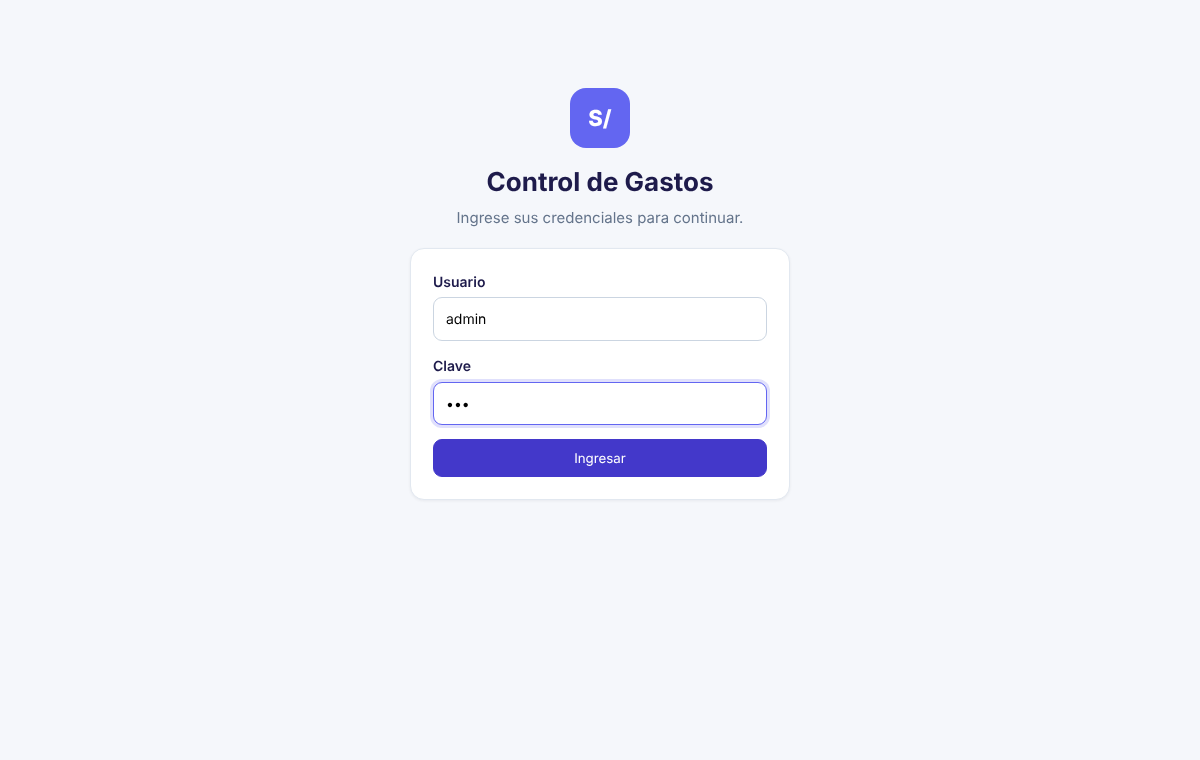 S/
Control de Gastos
Ingrese sus credenciales para continuar.
Usuario
admin
Clave
•••
Ingresar